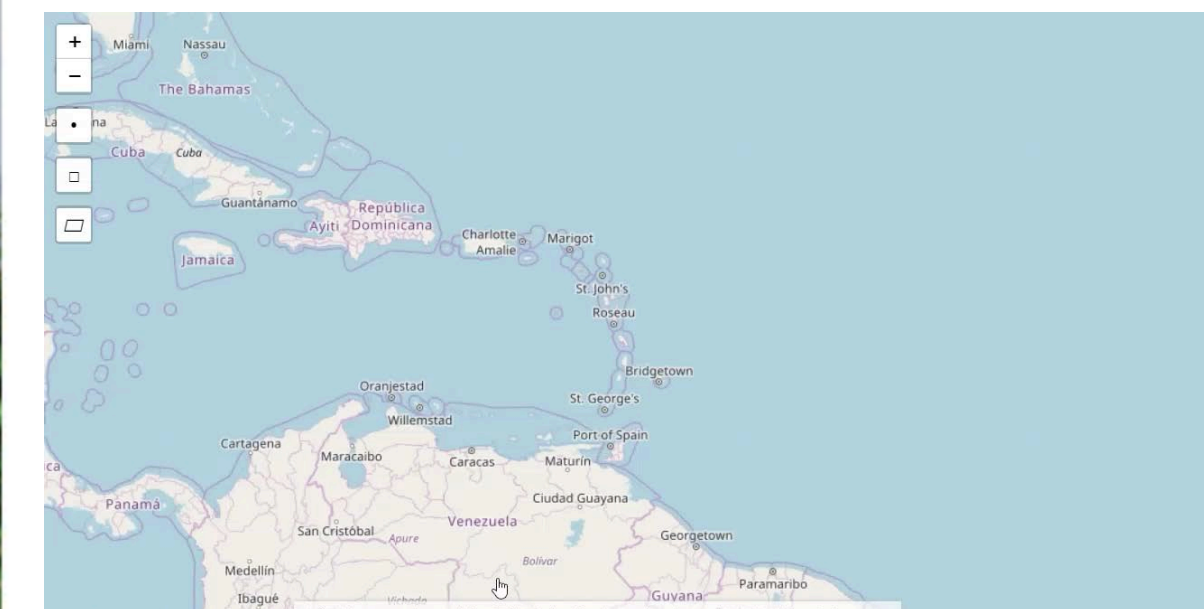 +
Miami
Nassau
−
The Bahamas
Cuba
Cuba
Guantánamo
República
Ayiti
Dominicana
Jamaica
Charlotte
Amalie
Marigot
St. John's
Roseau
Bridgetown
Oranjestad
St. George's
Willemstad
Port of Spain
Cartagena
Maracaibo
Caracas
Maturín
Panamá
Ciudad Guayana
Venezuela
San Cristóbal
Apure
Georgetown
Bolívar
Medellín
Paramaribo
Ibagué
Vichada
Guyana